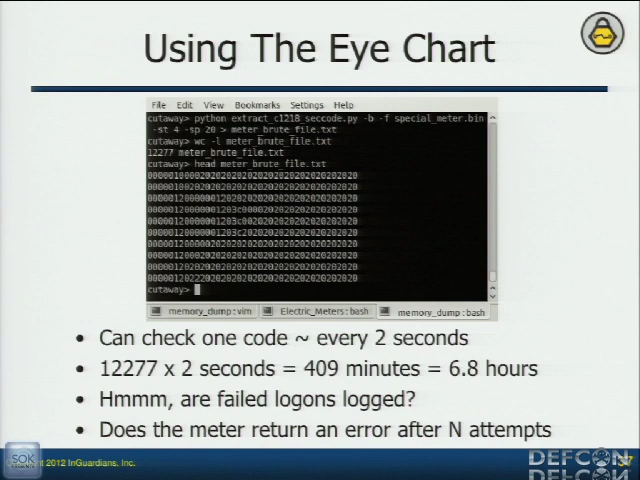 Using The Eye Chart
File Edit View Bookmarks Settings Help
cutaway> python extract_c1218_seccode.py -b -f special_meter.bin
-st 4 -sp 20 > meter_brute_file.txt
cutaway> wc -l meter_brute_file.txt
12277 meter_brute_file.txt
cutaway> head meter_brute_file.txt
cutaway>
memory_dump : vim Electric_Meters : bash memory_dump : bash
• Can check one code ~ every 2 seconds
• 12277 x 2 seconds = 409 minutes = 6.8 hours
• Hmmm, are failed logons logged?
• Does the meter return an error after N attempts
SOK
2012 InGuardians, Inc.
37
DEFCON
DEFCON